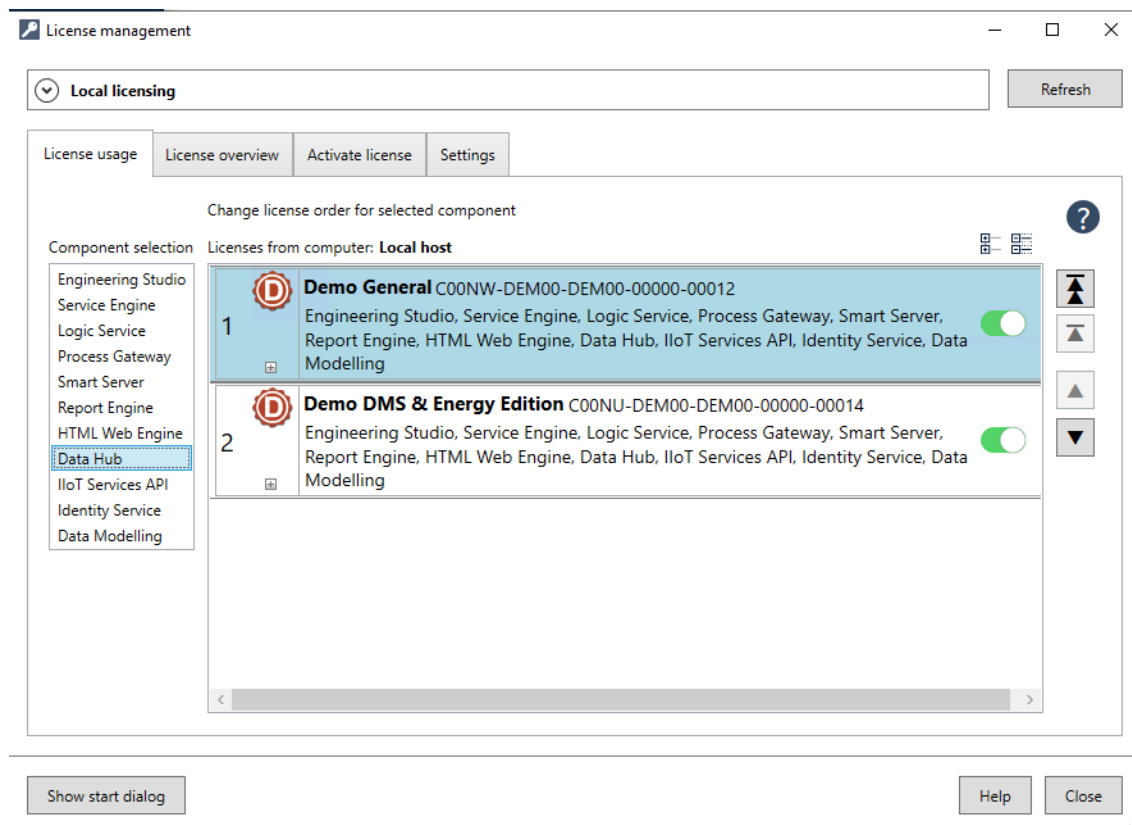 License management
Local licensing
Refresh
License usage
License overview
Activate license
Settings
Change license order for selected component
?
Component selection
Licenses from computer: Local host
Engineering Studio
Service Engine
Logic Service
Process Gateway
Smart Server
Report Engine
HTML Web Engine
Data Hub
IIoT Services API
Identity Service
Data Modelling
1
D
Demo General C00NW-DEM00-DEM00-00000-00012
Engineering Studio, Service Engine, Logic Service, Process Gateway, Smart Server,
Report Engine, HTML Web Engine, Data Hub, IIoT Services API, Identity Service, Data
Modelling
2
D
Demo DMS & Energy Edition C00NU-DEM00-DEM00-00000-00014
Engineering Studio, Service Engine, Logic Service, Process Gateway, Smart Server,
Report Engine, HTML Web Engine, Data Hub, IIoT Services API, Identity Service, Data
Modelling
Show start dialog
Help
Close